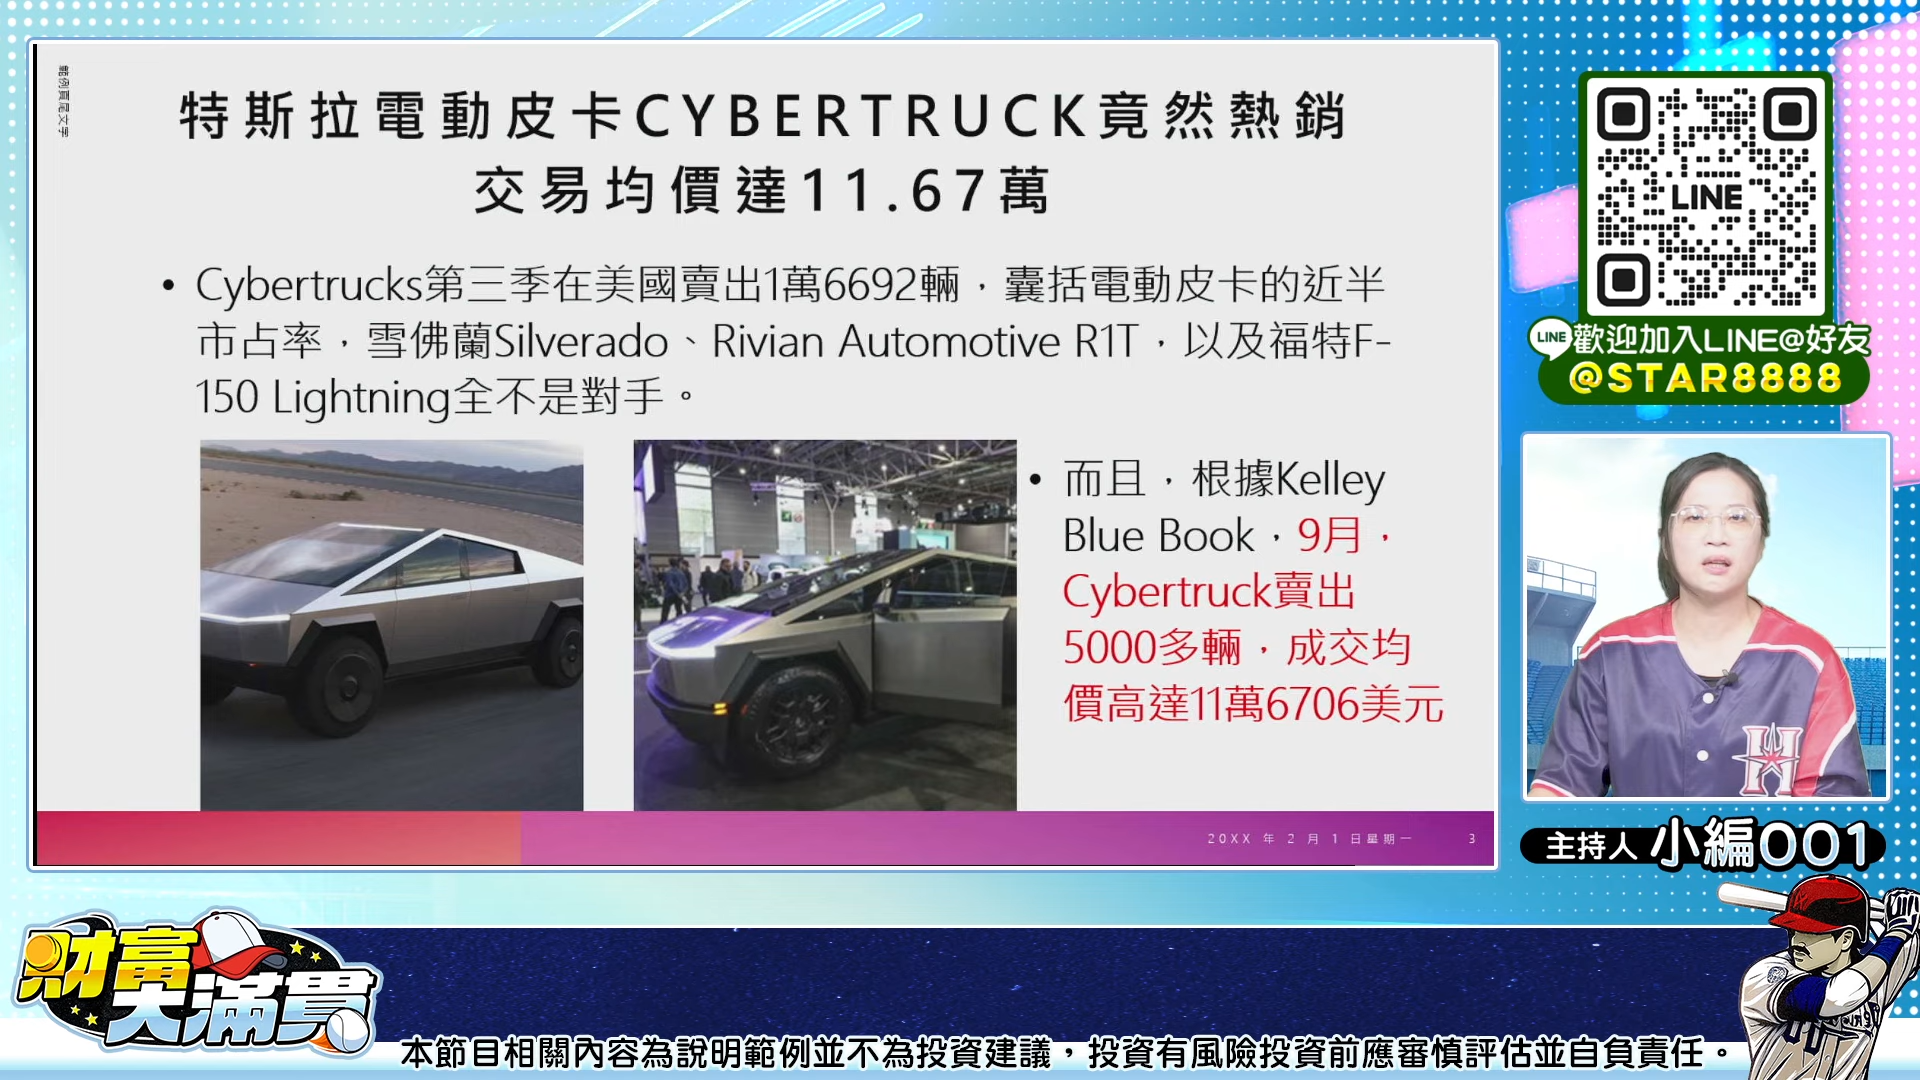 範例頁尾文字
特斯拉電動皮卡CYBERTRUCK竟然熱銷
交易均價達11.67萬
• Cybertrucks第三季在美國賣出1萬6692輛，囊括電動皮卡的近半
市占率，雪佛蘭Silverado、Rivian Automotive R1T，以及福特F-
150 Lightning全不是對手。
• 而且，根據Kelley
Blue Book，9月，
Cybertruck賣出
5000多輛，成交均
價高達11萬6706美元
20XX 年 2 月 1 日星期一
3
LINE
LINE
歡迎加入LINE@好友
@STAR8888
H
主持人 小編001
財富
大滿貫
本節目相關內容為說明範例並不為投資建議，投資有風險投資前應審慎評估並自負責任。